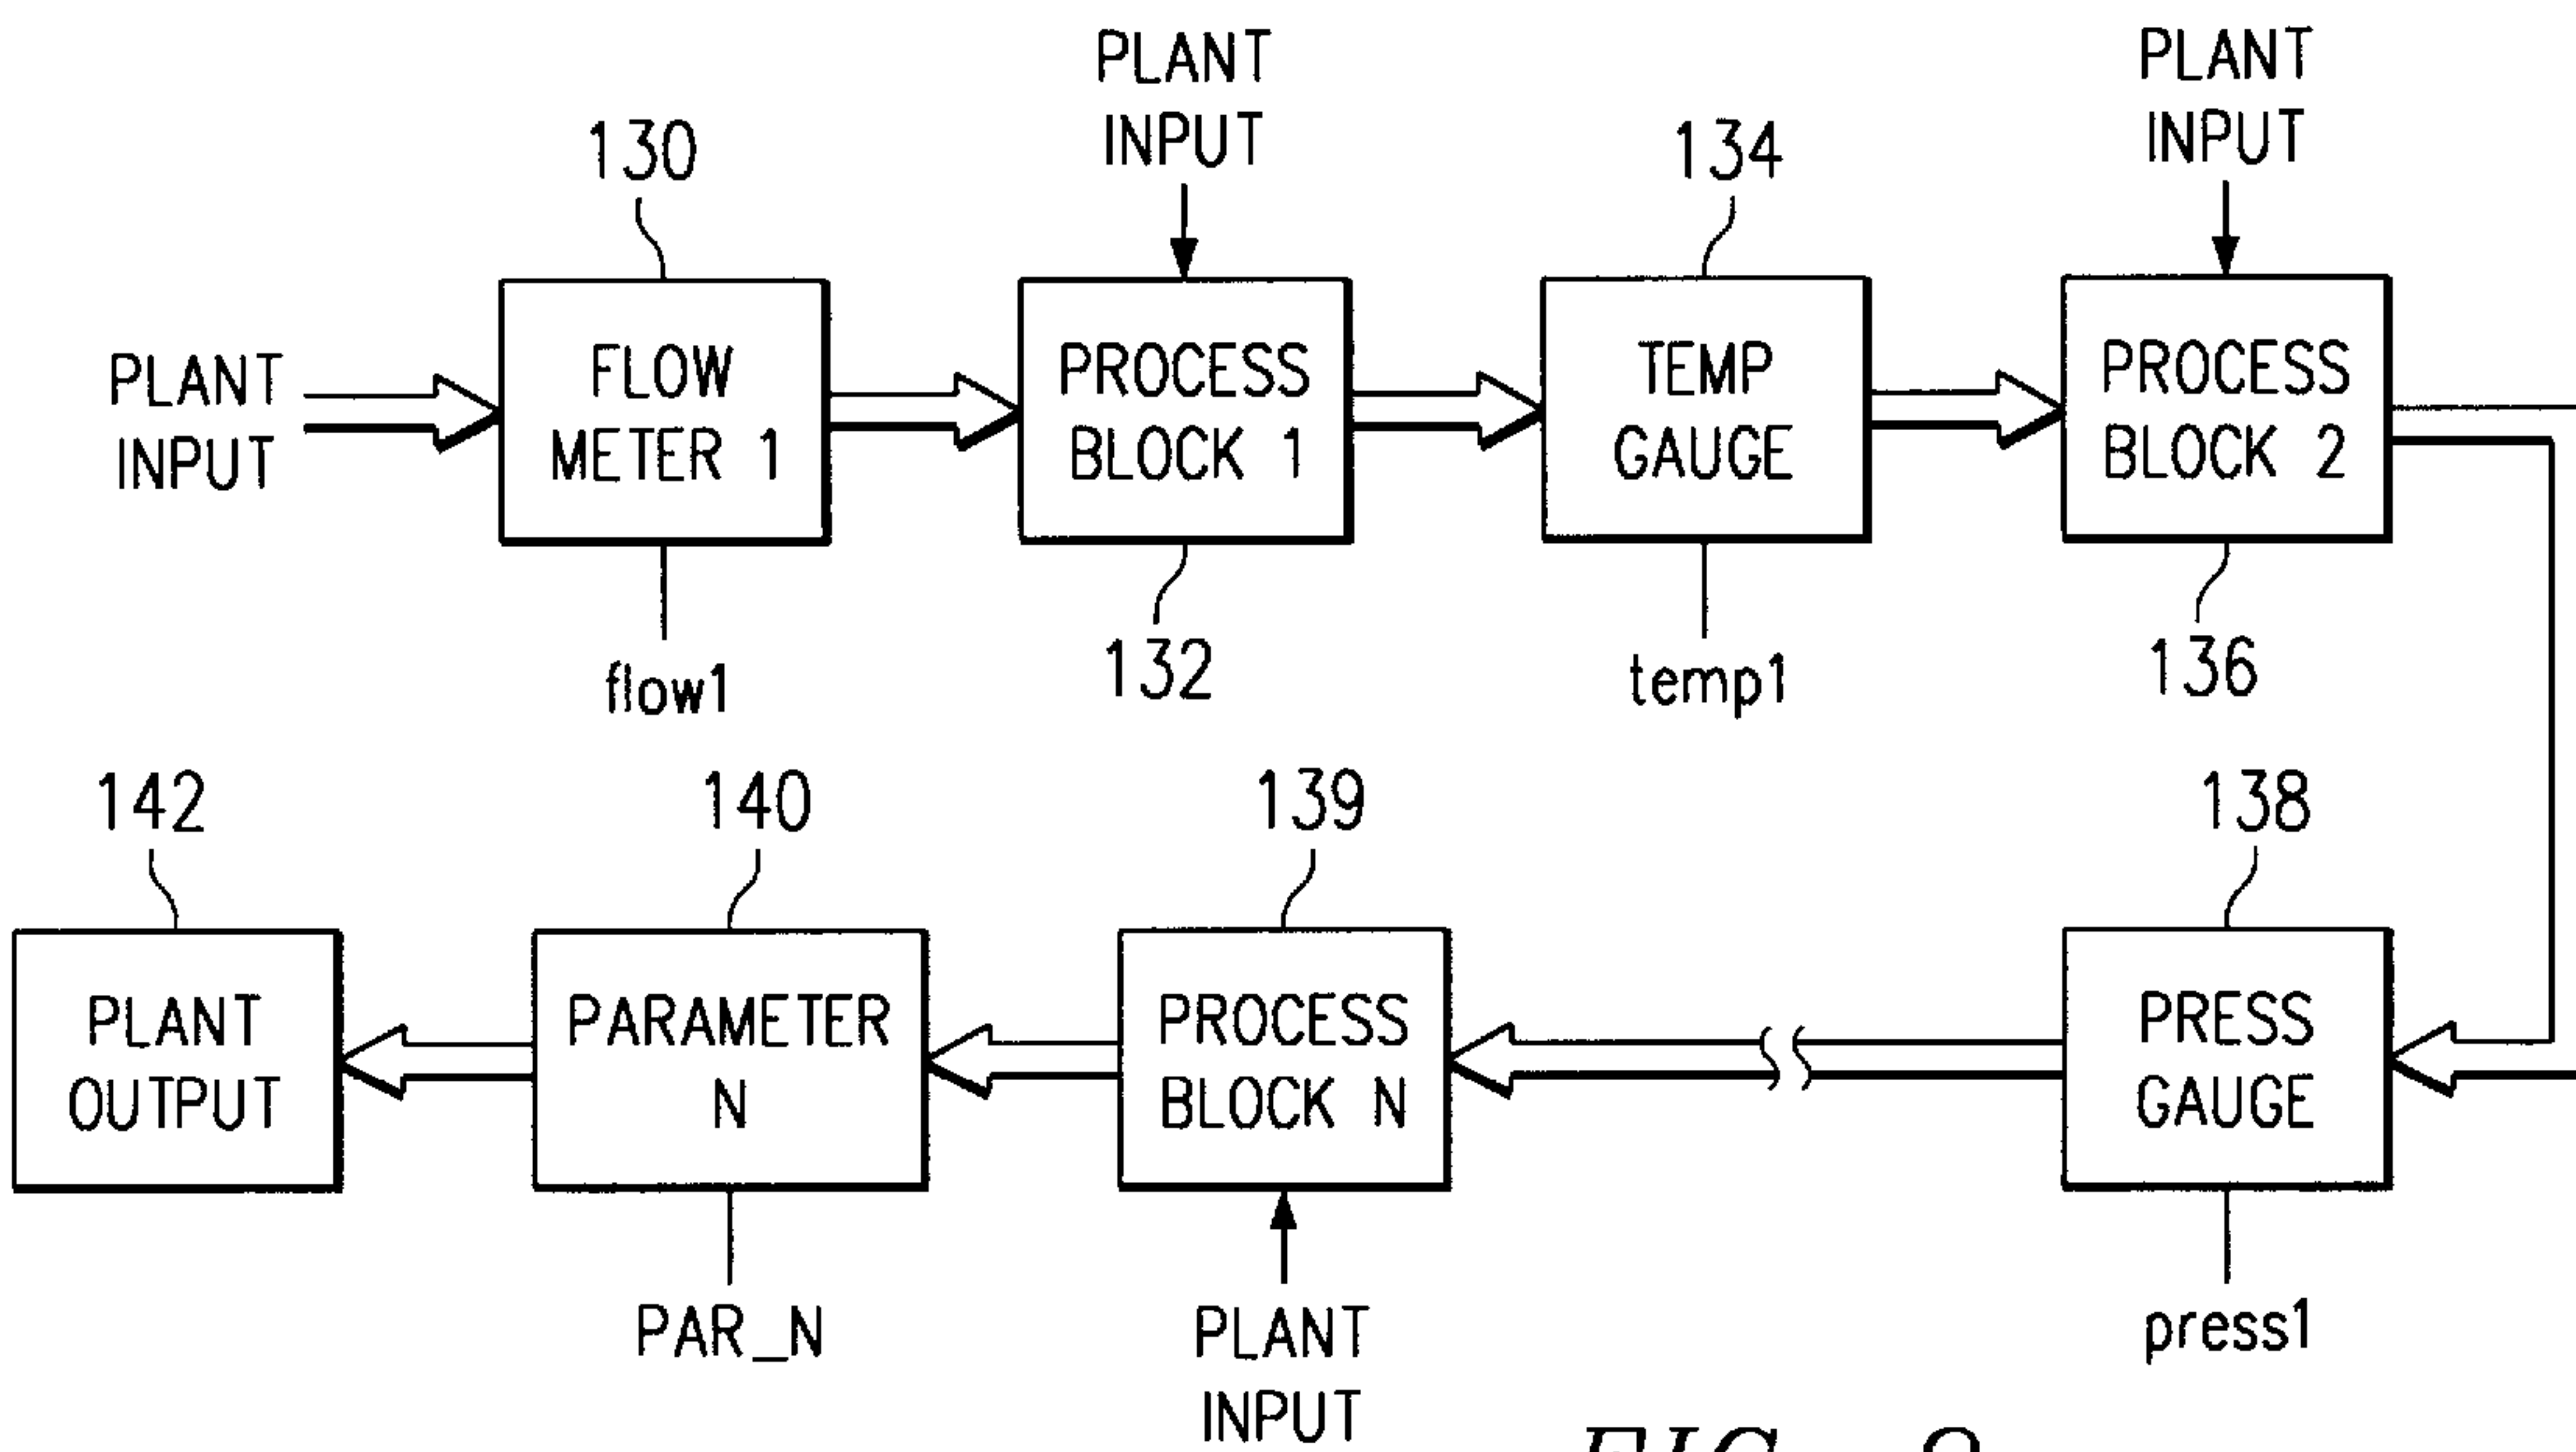 PLANT
INPUT
PLANT
INPUT
130
134
PLANT
INPUT
FLOW
METER 1
PROCESS
BLOCK 1
TEMP
GAUGE
PROCESS
BLOCK 2
flow1
132
temp1
136
142
140
139
138
PLANT
OUTPUT
PARAMETER
N
PROCESS
BLOCK N
PRESS
GAUGE
PAR_N
PLANT
INPUT
press1
FIG.